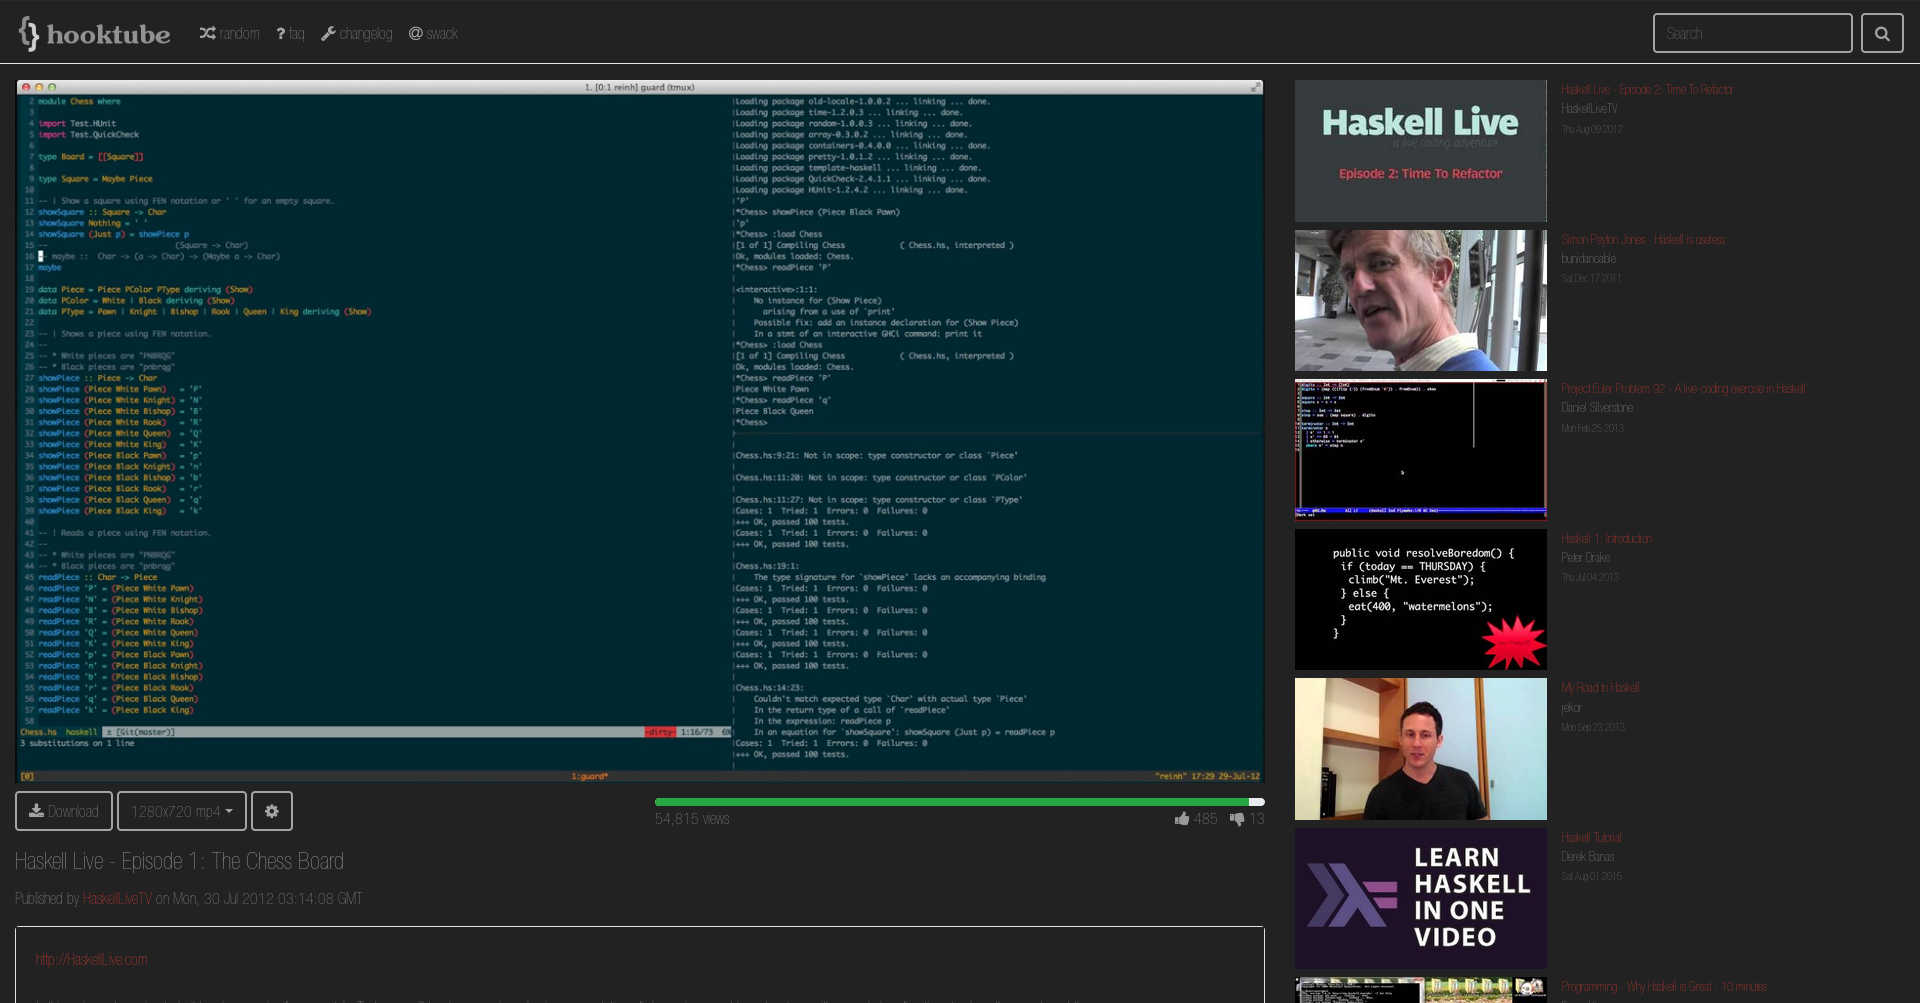 hooktube
random
faq
changelog
swack
Search
1. [0:1 reinh] guard (tmux)
2 module Chess where
3
4 import Test.HUnit
5 import Test.QuickCheck
6
7 type Board = [[Square]]
8
9 type Square = Maybe Piece
10
11 -- | Show a square using FEN notation or ' ' for an empty square.
12 showSquare :: Square -> Char
13 showSquare Nothing = ' '
14 showSquare (Just p) = showPiece p
15 -- (Square -> Char)
16 -- maybe :: Char -> (a -> Char) -> (Maybe a -> Char)
17 maybe
18
19 data Piece = Piece PColor PType deriving (Show)
20 data PColor = White | Black deriving (Show)
21 data PType = Pawn | Knight | Bishop | Rook | Queen | King deriving (Show)
22
23 -- | Shows a piece using FEN notation.
24 --
25 -- * White pieces are "PNBRQG"
26 -- * Black pieces are "pnbrqg"
27 showPiece :: Piece -> Char
28 showPiece (Piece White Pawn) = 'P'
29 showPiece (Piece White Knight) = 'N'
30 showPiece (Piece White Bishop) = 'B'
31 showPiece (Piece White Rook) = 'R'
32 showPiece (Piece White Queen) = 'Q'
33 showPiece (Piece White King) = 'K'
34 showPiece (Piece Black Pawn) = 'p'
35 showPiece (Piece Black Knight) = 'n'
36 showPiece (Piece Black Bishop) = 'b'
37 showPiece (Piece Black Rook) = 'r'
38 showPiece (Piece Black Queen) = 'q'
39 showPiece (Piece Black King) = 'k'
40
41 -- | Reads a piece using FEN notation.
42 --
43 -- * White pieces are "PNBRQG"
44 -- * Black pieces are "pnbrqg"
45 readPiece :: Char -> Piece
46 readPiece 'P' = (Piece White Pawn)
47 readPiece 'N' = (Piece White Knight)
48 readPiece 'B' = (Piece White Bishop)
49 readPiece 'R' = (Piece White Rook)
50 readPiece 'Q' = (Piece White Queen)
51 readPiece 'K' = (Piece White King)
52 readPiece 'p' = (Piece Black Pawn)
53 readPiece 'n' = (Piece Black Knight)
54 readPiece 'b' = (Piece Black Bishop)
55 readPiece 'r' = (Piece Black Rook)
56 readPiece 'q' = (Piece Black Queen)
57 readPiece 'k' = (Piece Black King)
58
Chess.hs haskell ± [Git(master)] -dirty- 1:16/73 6%
3 substitutions on 1 line
Loading package old-locale-1.0.0.2 ... linking ... done.
Loading package time-1.2.0.3 ... linking ... done.
Loading package random-1.0.0.3 ... linking ... done.
Loading package array-0.3.0.2 ... linking ... done.
Loading package containers-0.4.0.0 ... linking ... done.
Loading package pretty-1.0.1.2 ... linking ... done.
Loading package template-haskell ... linking ... done.
Loading package QuickCheck-2.4.1.1 ... linking ... done.
Loading package HUnit-1.2.4.2 ... linking ... done.
'P'
*Chess> showPiece (Piece Black Pawn)
'p'
*Chess> :load Chess
[1 of 1] Compiling Chess ( Chess.hs, interpreted )
Ok, modules loaded: Chess.
*Chess> readPiece 'P'
<interactive>:1:1:
No instance for (Show Piece)
arising from a use of `print'
Possible fix: add an instance declaration for (Show Piece)
In a stmt of an interactive GHCi command: print it
*Chess> :load Chess
[1 of 1] Compiling Chess ( Chess.hs, interpreted )
Ok, modules loaded: Chess.
*Chess> readPiece 'P'
Piece White Pawn
*Chess> readPiece 'q'
Piece Black Queen
*Chess>
Chess.hs:9:21: Not in scope: type constructor or class `Piece'
Chess.hs:11:20: Not in scope: type constructor or class `PColor'
Chess.hs:11:27: Not in scope: type constructor or class `PType'
Cases: 1 Tried: 1 Errors: 0 Failures: 0
+++ OK, passed 100 tests.
Cases: 1 Tried: 1 Errors: 0 Failures: 0
+++ OK, passed 100 tests.
Chess.hs:19:1:
The type signature for `showPiece' lacks an accompanying binding
Cases: 1 Tried: 1 Errors: 0 Failures: 0
+++ OK, passed 100 tests.
Cases: 1 Tried: 1 Errors: 0 Failures: 0
+++ OK, passed 100 tests.
Cases: 1 Tried: 1 Errors: 0 Failures: 0
+++ OK, passed 100 tests.
Cases: 1 Tried: 1 Errors: 0 Failures: 0
+++ OK, passed 100 tests.
Chess.hs:14:23:
Couldn't match expected type `Char' with actual type `Piece'
In the return type of a call of `readPiece'
In the expression: readPiece p
In an equation for `showSquare': showSquare (Just p) = readPiece p
Cases: 1 Tried: 1 Errors: 0 Failures: 0
+++ OK, passed 100 tests.
[0] 1:guard* "reinh" 17:29 29-Jul-12
Download
1280x720 mp4
54,815 views
485
13
Haskell Live - Episode 1: The Chess Board
Published by HaskellLiveTV on Mon, 30 Jul 2012 03:14:08 GMT
http://HaskellLive.com
Haskell Live
a live coding adventure
Episode 2: Time To Refactor
Haskell Live - Episode 2: Time To Refactor
HaskellLiveTV
Thu Aug 09 2012
Simon Peyton Jones - Haskell is useless
bunidancable
Sat Dec 17 2011
Project Euler Problem 92 - A live-coding exercise in Haskell
Daniel Silverstone
Mon Feb 25 2013
public void resolveBoredom() {
if (today == THURSDAY) {
climb("Mt. Everest");
} else {
eat(400, "watermelons");
}
}
Haskell 1: Introduction
Peter Drake
Thu Jul 04 2013
My Road to Haskell
jekor
Mon Sep 23 2013
LEARN
HASKELL
IN ONE
VIDEO
Haskell Tutorial
Derek Banas
Sat Aug 01 2015
Programming - Why Haskell is Great - 10 minutes